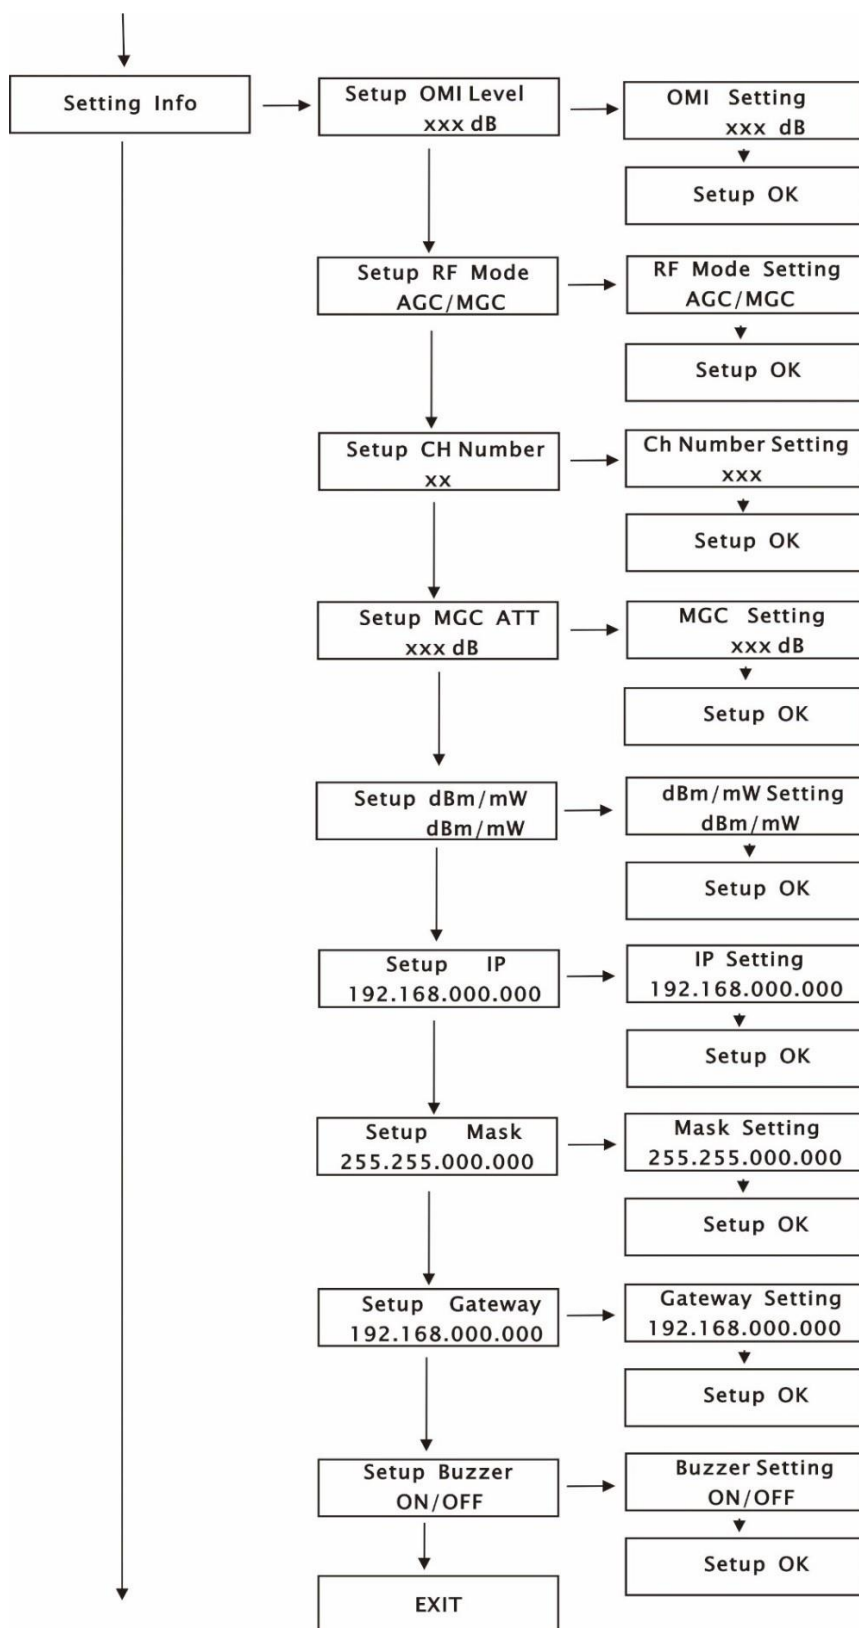 Setting Info
Setup OMI Level
xxx dB
OMI Setting
xxx dB
Setup OK
Setup RF Mode
AGC/MGC
RF Mode Setting
AGC/MGC
Setup OK
Setup CH Number
xx
Ch Number Setting
xxx
Setup OK
Setup MGC ATT
xxx dB
MGC Setting
xxx dB
Setup OK
Setup dBm/mW
dBm/mW
dBm/mW Setting
dBm/mW
Setup OK
Setup IP
192.168.000.000
IP Setting
192.168.000.000
Setup OK
Setup Mask
255.255.000.000
Mask Setting
255.255.000.000
Setup OK
Setup Gateway
192.168.000.000
Gateway Setting
192.168.000.000
Setup OK
Setup Buzzer
ON/OFF
Buzzer Setting
ON/OFF
Setup OK
EXIT